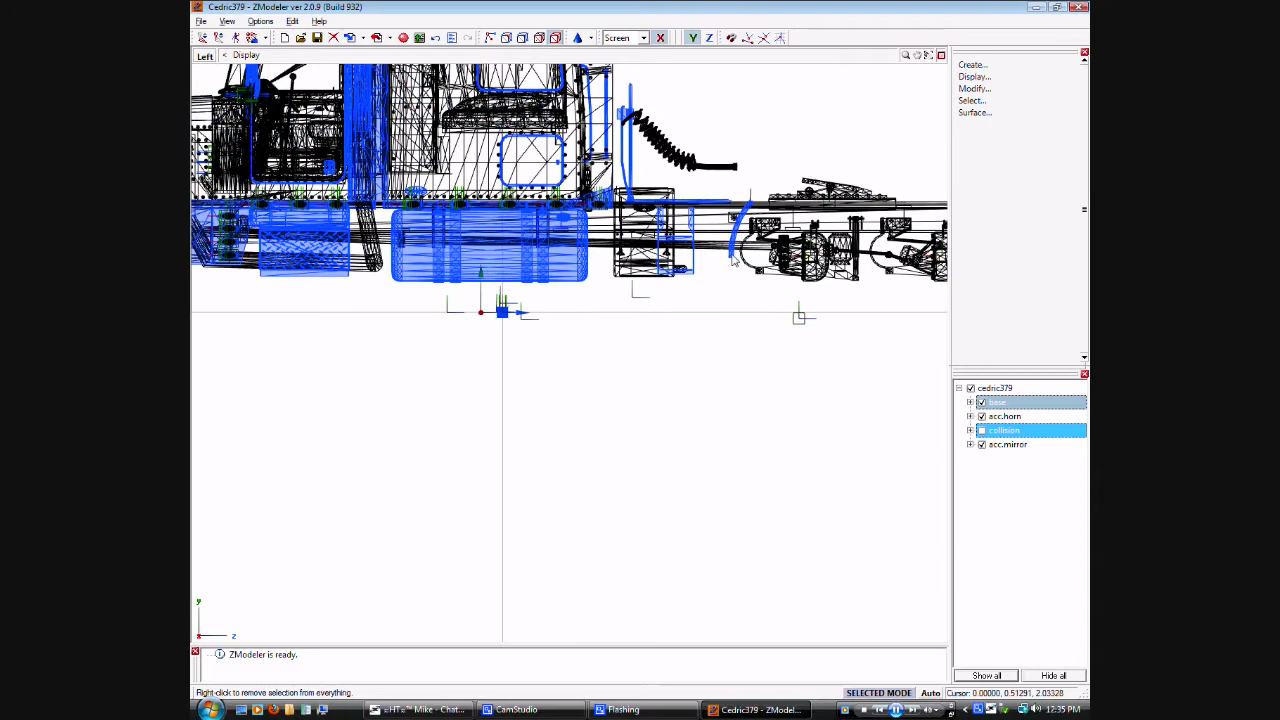 Cedric379 - ZModeler ver 2.0.9 (Build 932)
File View Options Edit Help
Screen X Y Z
Left < Display
Create...
Display...
Modify...
Select...
Surface...
cedric379
base
acc.horn
collision
acc.mirror
y
x z
ZModeler is ready.
Show all Hide all
Right-click to remove selection from everything. SELECTED MODE Auto Cursor: 0.00000, 0.51291, 2.03328
Mike - Chat... CamStudio Flashing Cedric379 - ZModel... 12:35 PM